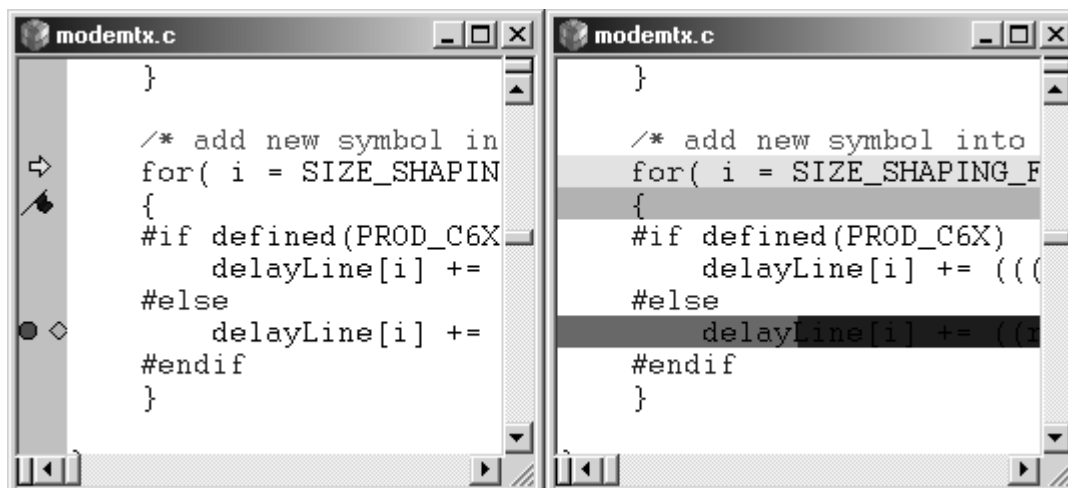 modemtx.c
}
/* add new symbol in
for( i = SIZE_SHAPIN
{
#if defined(PROD_C6X
delayLine[i] +=
#else
delayLine[i] +=
#endif
}
modemtx.c
}
/* add new symbol into
for( i = SIZE_SHAPING_F
{
#if defined(PROD_C6X)
delayLine[i] += (((
#else
delayLine[i] += ((r
#endif
}